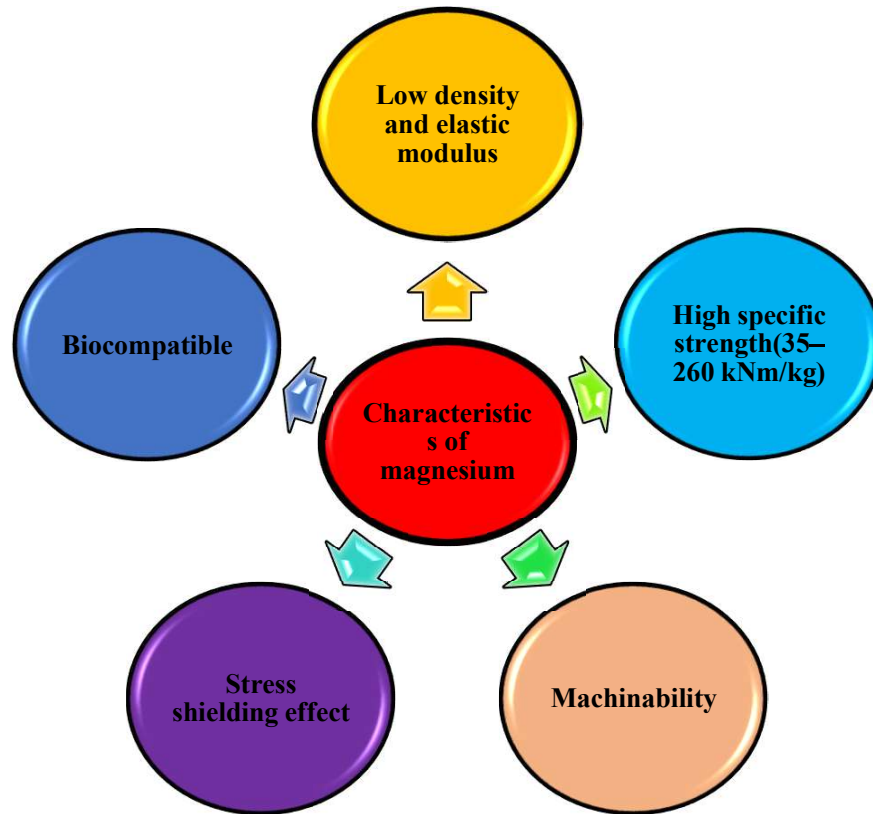 Low density
and elastic
modulus
Biocompatible
High specific
strength(35–
260 kNm/kg)
Characteristic
s of
magnesium
Stress
shielding effect
Machinability